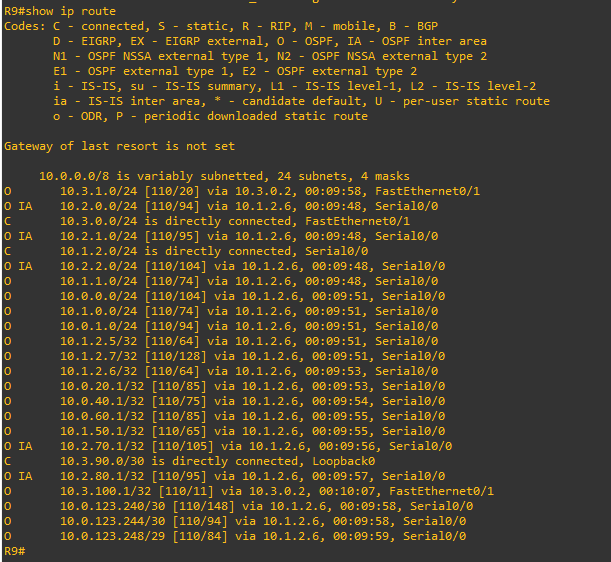 R9#show ip route
Codes: C - connected, S - static, R - RIP, M - mobile, B - BGP
       D - EIGRP, EX - EIGRP external, O - OSPF, IA - OSPF inter area
       N1 - OSPF NSSA external type 1, N2 - OSPF NSSA external type 2
       E1 - OSPF external type 1, E2 - OSPF external type 2
       i - IS-IS, su - IS-IS summary, L1 - IS-IS level-1, L2 - IS-IS level-2
       ia - IS-IS inter area, * - candidate default, U - per-user static route
       o - ODR, P - periodic downloaded static route
Gateway of last resort is not set
     10.0.0.0/8 is variably subnetted, 24 subnets, 4 masks
O       10.3.1.0/24 [110/20] via 10.3.0.2, 00:09:58, FastEthernet0/1
O IA    10.2.0.0/24 [110/94] via 10.1.2.6, 00:09:48, Serial0/0
C       10.3.0.0/24 is directly connected, FastEthernet0/1
O IA    10.2.1.0/24 [110/95] via 10.1.2.6, 00:09:48, Serial0/0
C       10.1.2.0/24 is directly connected, Serial0/0
O IA    10.2.2.0/24 [110/104] via 10.1.2.6, 00:09:48, Serial0/0
O       10.1.1.0/24 [110/74] via 10.1.2.6, 00:09:48, Serial0/0
O       10.0.0.0/24 [110/104] via 10.1.2.6, 00:09:51, Serial0/0
O       10.1.0.0/24 [110/74] via 10.1.2.6, 00:09:51, Serial0/0
O       10.0.1.0/24 [110/94] via 10.1.2.6, 00:09:51, Serial0/0
O       10.1.2.5/32 [110/64] via 10.1.2.6, 00:09:51, Serial0/0
O       10.1.2.7/32 [110/128] via 10.1.2.6, 00:09:51, Serial0/0
O       10.1.2.6/32 [110/64] via 10.1.2.6, 00:09:53, Serial0/0
O       10.0.20.1/32 [110/85] via 10.1.2.6, 00:09:53, Serial0/0
O       10.0.40.1/32 [110/75] via 10.1.2.6, 00:09:54, Serial0/0
O       10.0.60.1/32 [110/85] via 10.1.2.6, 00:09:55, Serial0/0
O       10.1.50.1/32 [110/65] via 10.1.2.6, 00:09:55, Serial0/0
O IA    10.2.70.1/32 [110/105] via 10.1.2.6, 00:09:56, Serial0/0
C       10.3.90.0/30 is directly connected, Loopback0
O IA    10.2.80.1/32 [110/95] via 10.1.2.6, 00:09:57, Serial0/0
O       10.3.100.1/32 [110/11] via 10.3.0.2, 00:10:07, FastEthernet0/1
O       10.0.123.240/30 [110/148] via 10.1.2.6, 00:09:58, Serial0/0
O       10.0.123.244/30 [110/94] via 10.1.2.6, 00:09:58, Serial0/0
O       10.0.123.248/29 [110/84] via 10.1.2.6, 00:09:59, Serial0/0
R9#